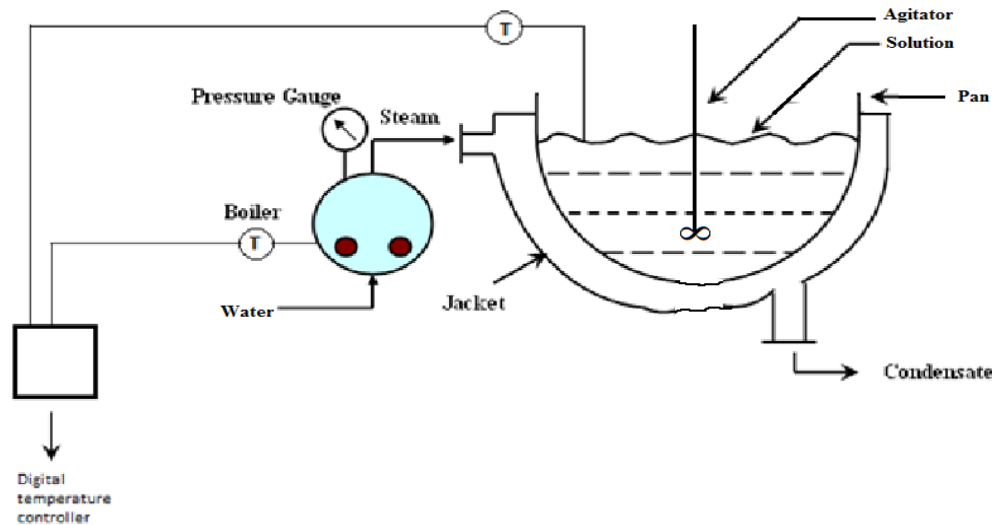 T
Agitator
Solution
Pressure Gauge
Pan
Steam
Boiler
T
Water
Jacket
Condensate
Digital
temperature
controller